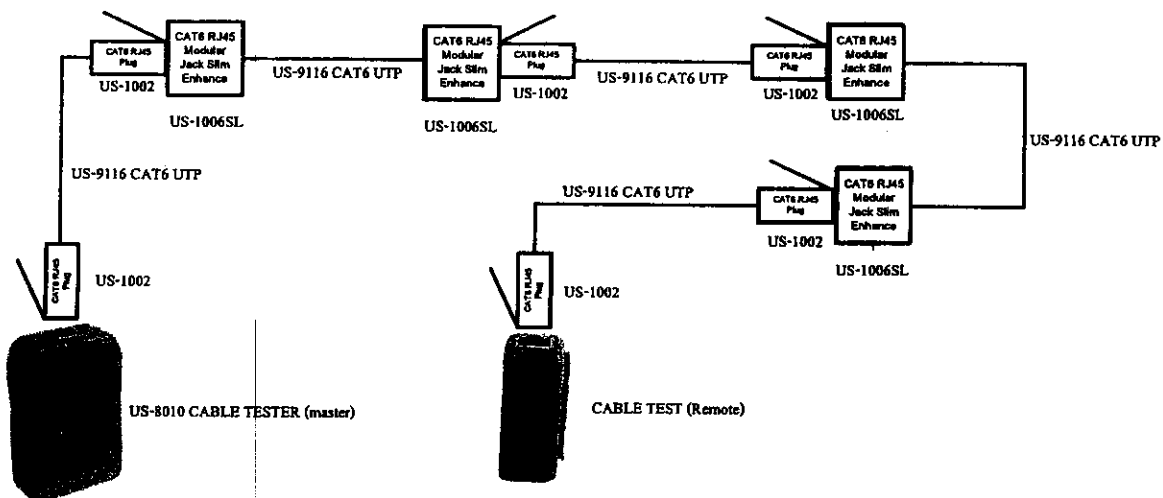 CAT6 RJ45
Modular
Jack Slim
Enhance
CAT6 RJ45
Plug
US-1002
US-1006SL
US-9116 CAT6 UTP
CAT6 RJ45
Modular
Jack Slim
Enhance
CAT6 RJ45
Plug
US-1002
US-1006SL
US-9116 CAT6 UTP
CAT6 RJ45
Plug
US-1002
CAT6 RJ45
Modular
Jack Slim
Enhance
US-1006SL
US-9116 CAT6 UTP
US-9116 CAT6 UTP
US-9116 CAT6 UTP
CAT6 RJ45
Plug
US-1002
CAT6 RJ45
Modular
Jack Slim
Enhance
US-1006SL
CAT6 RJ45
Plug
US-1002
CAT6 RJ45
Plug
US-1002
US-8010 CABLE TESTER (master)
CABLE TEST (Remote)